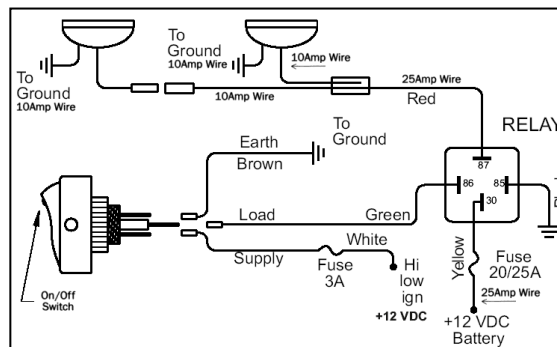 To
Ground
10Amp Wire
To
Ground
10Amp Wire
10Amp Wire
10Amp Wire
25Amp Wire
Red
RELAY
87
86
85
30
To
Ground
Earth
Brown
Load
Green
Supply
White
Fuse
3A
Hi
low
ign
+12 VDC
On/Off
Switch
Yellow
Fuse
20/25A
25Amp Wire
+12 VDC
Battery